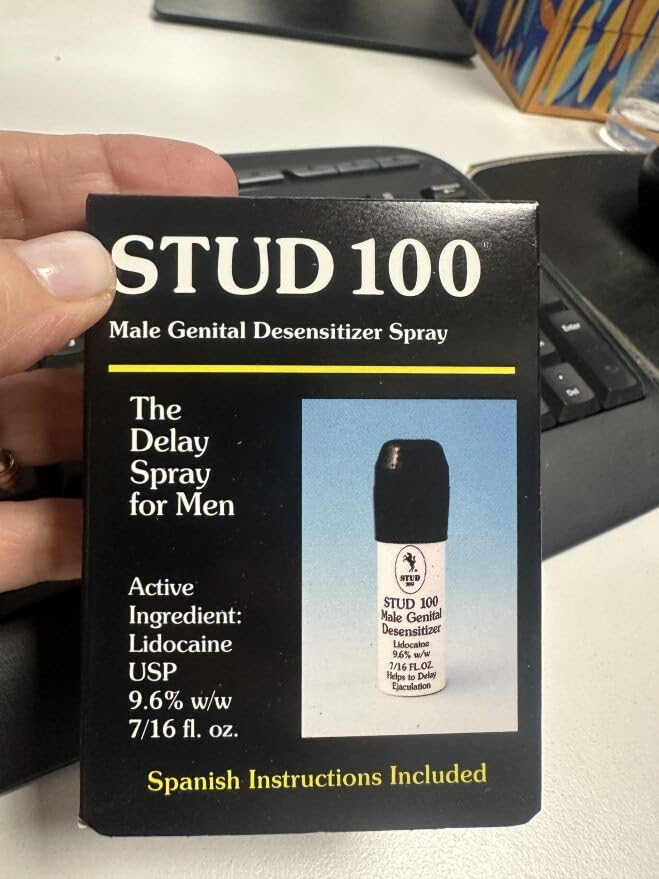 STUD 100®
Male Genital Desensitizer Spray
The
Delay
Spray
for Men
Active
Ingredient:
Lidocaine
USP
9.6% w/w
7/16 fl. oz.
STUD
100
STUD 100
Male Genital
Desensitizer
Lidocaine
9.6% w/w
7/16 FL.OZ.
Helps to Delay
Ejaculation
Spanish Instructions Included
Enter
Del